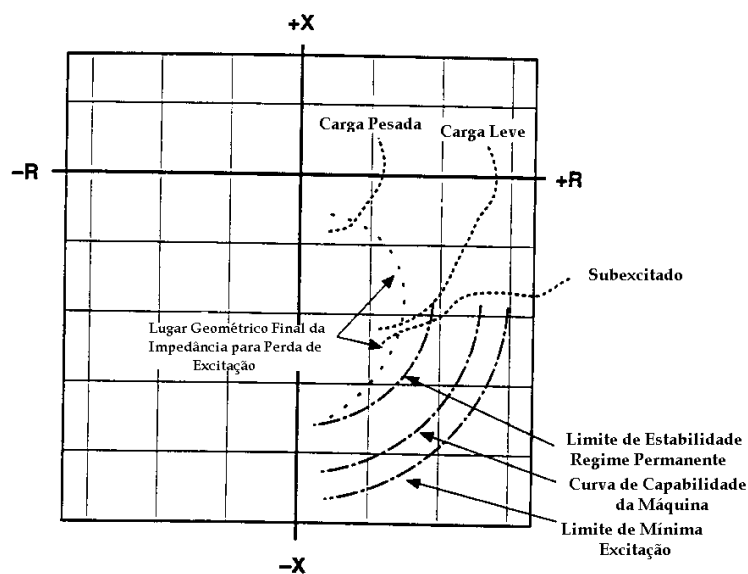 +X
Carga Pesada
Carga Leve
–R
+R
Subexcitado
Lugar Geométrico Final da
Impedância para Perda de
Excitação
Limite de Estabilidade
Regime Permanente
Curva de Capabilidade
da Máquina
Limite de Mínima
Excitação
–X